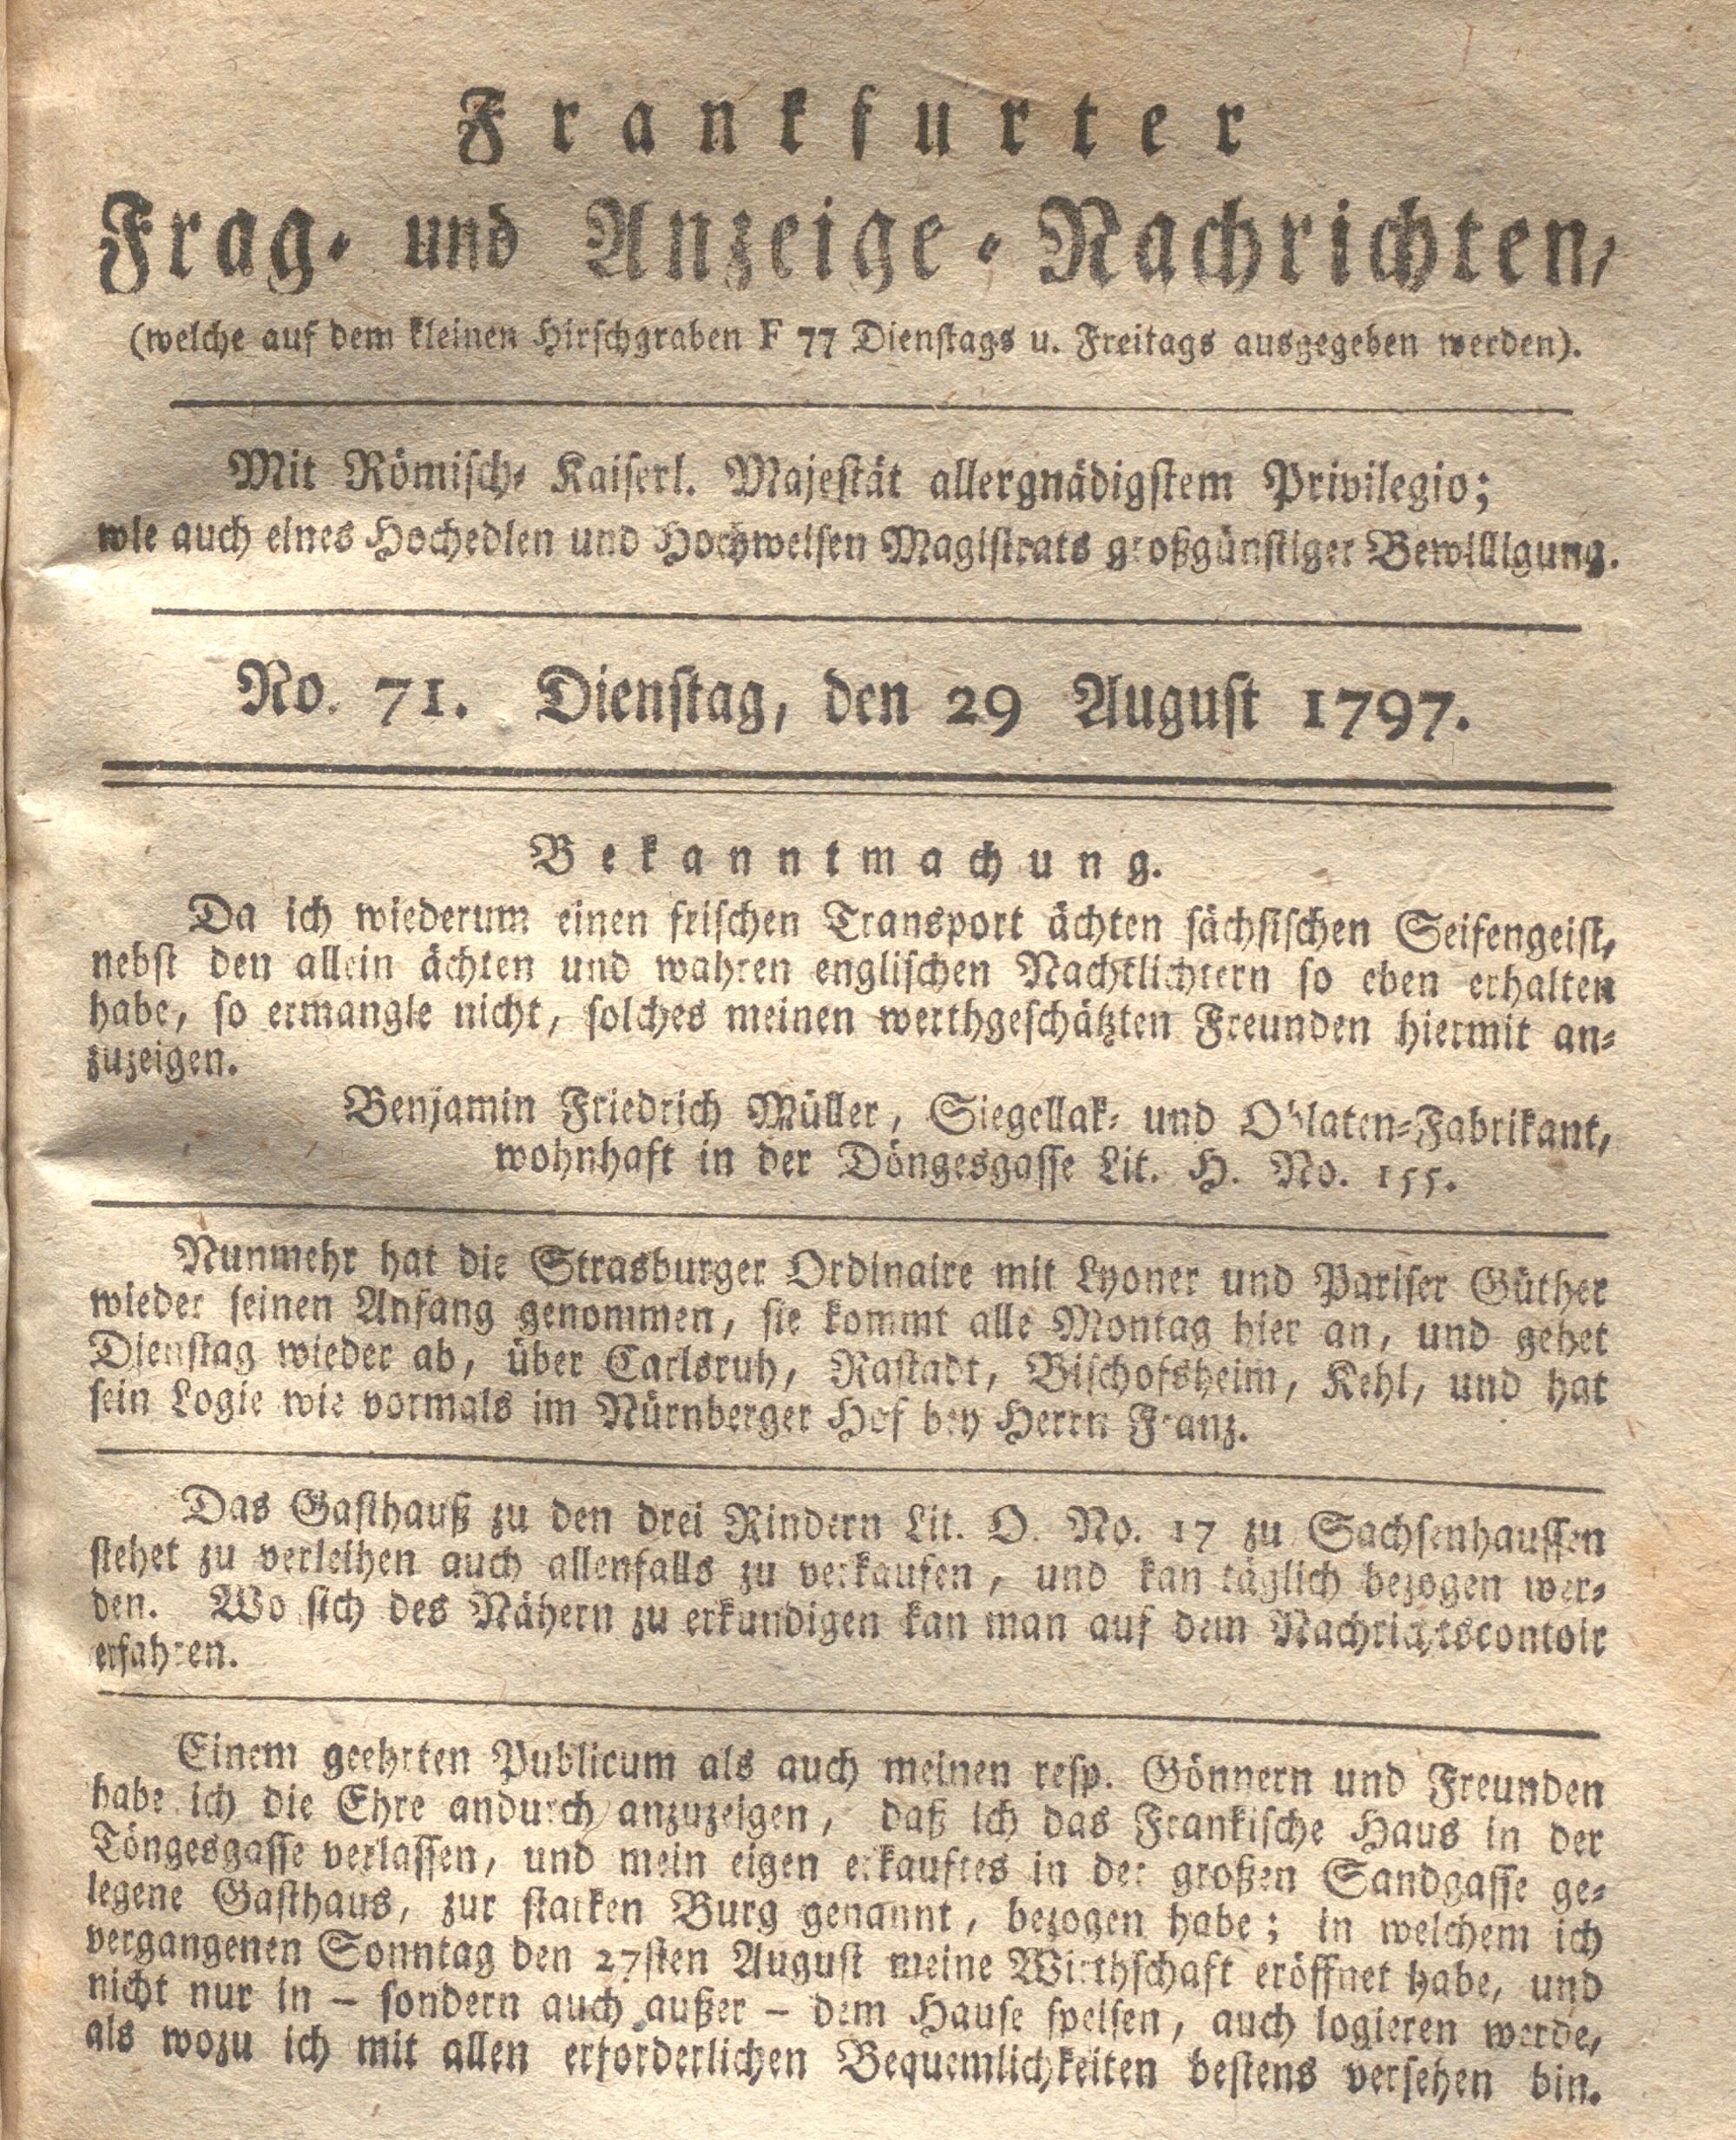 Frankfurter
Frag- und Anzeige-Nachrichten,
(welche auf dem kleinen Hirschgraben F 77 Dienstags u. Freitags ausgegeben werden).
Mit Römisch- Kaiserl. Majestät allergnädigstem Privilegio;
wie auch eines Hochedlen und Hochweisen Magistrats großgünstiger Bewilligung.
No. 71. Dienstag, den 29 August 1797.
Bekanntmachung.
Da ich wiederum einen frischen Transport ächten sächsischen Seifengeist,
nebst den allein ächten und wahren englischen Nachtlichtern so eben erhalten
habe, so ermangle nicht, solches meinen werthgeschätzten Freunden hiermit an-
zuzeigen.
Benjamin Friedrich Müller, Siegellak- und Oblaten-Fabrikant,
wohnhaft in der Döngesgasse Lit. H. No. 155.
Nunmehr hat die Strasburger Ordinaire mit Lyoner und Pariser Güther
wieder seinen Anfang genommen, sie kommt alle Montag hier an, und gehet
Dienstag wieder ab, über Carlsruh, Rastadt, Bischofsheim, Kehl, und hat
sein Logie wie vormals im Nürnberger Hof bey Herrn Franz.
Das Gasthauß zu den drei Rindern Lit. O. No. 17 zu Sachsenhaussen
stehet zu verleihen auch allenfalls zu verkaufen, und kan täglich bezogen wer-
den. Wo sich des Nähern zu erkundigen kan man auf dem Nachrichtscontoir
erfahren.
Einem geehrten Publicum als auch meinen resp. Gönnern und Freunden
habe ich die Ehre andurch anzuzeigen, daß ich das Frankische Haus in der
Töngesgasse verlassen, und mein eigen erkauftes in der großen Sandgasse ge-
legene Gasthaus, zur starken Burg genannt, bezogen habe; in welchem ich
vergangenen Sonntag den 27sten August meine Wirthschaft eröffnet habe, und
nicht nur in – sondern auch außer – dem Hause speisen, auch logieren werde,
als wozu ich mit allen erforderlichen Bequemlichkeiten bestens versehen bin.